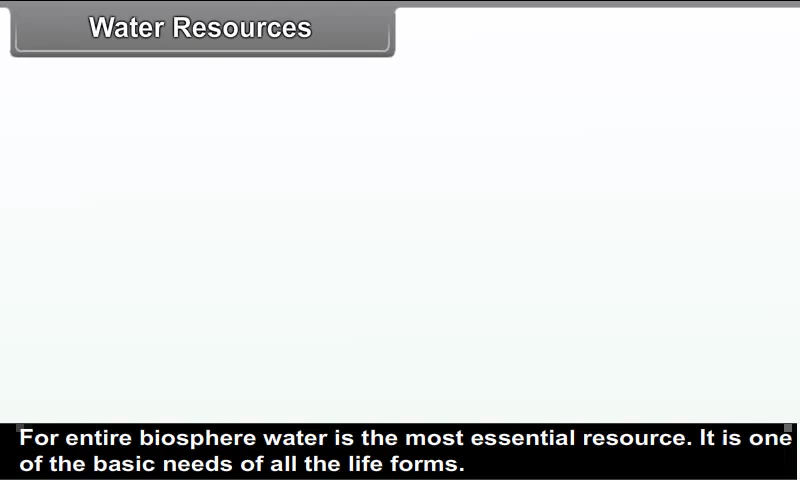 Water Resources
For entire biosphere water is the most essential resource. It is one
of the basic needs of all the life forms.